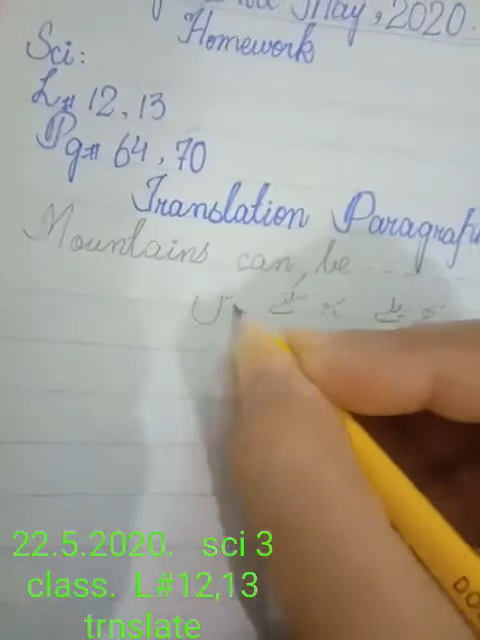 May, 2020.
Homework
Sci:
L# 12, 13
Pg# 64, 70
Translation Paragraph
Mountains can be ...
22.5.2020. sci 3
class. L#12,13
trnslate
DO